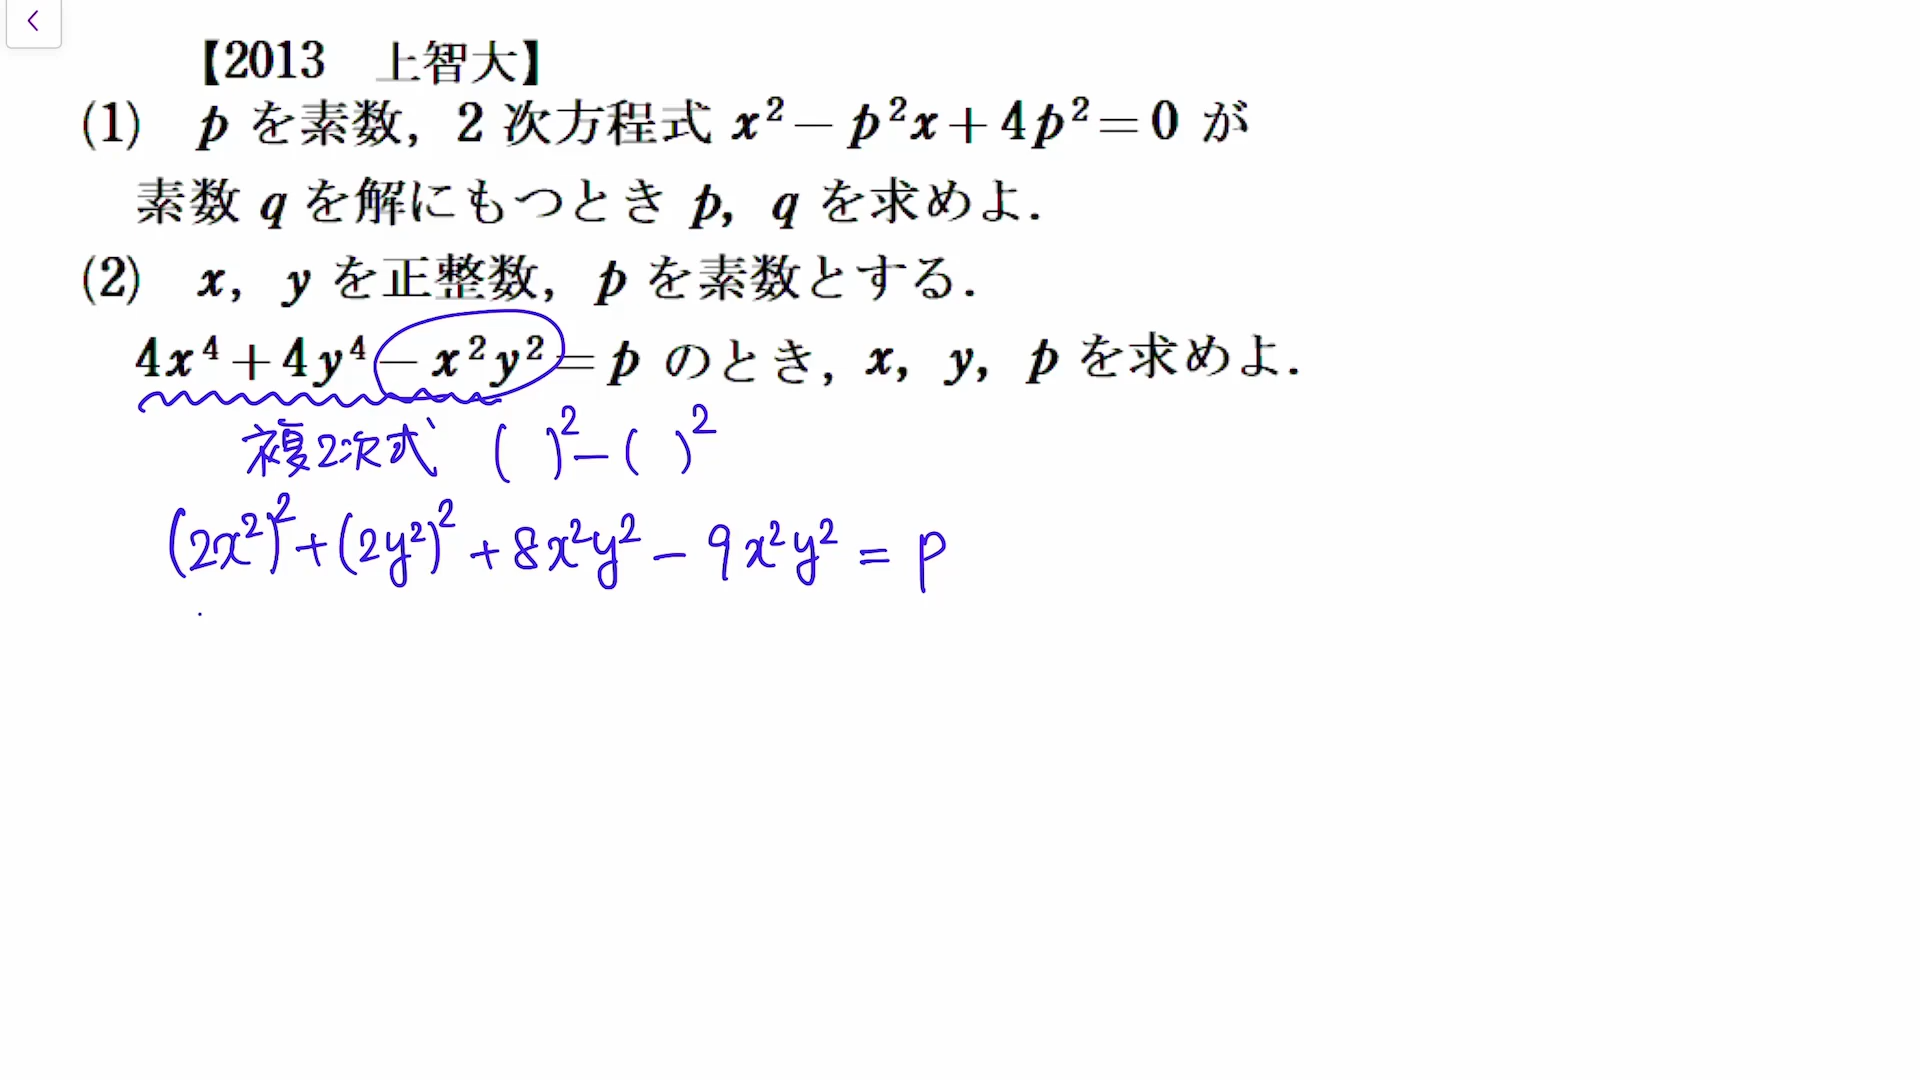 【2013 上智大】
(1) p を素数, 2 次方程式 x²－p²x＋4p²＝0 が
素数 q を解にもつとき p, q を求めよ.
(2) x, y を正整数, p を素数とする.
4x⁴＋4y⁴－x²y²＝p のとき, x, y, p を求めよ.
複2次式 ( )²－( )²
(2x²)²+(2y²)²+8x²y²－9x²y²=p